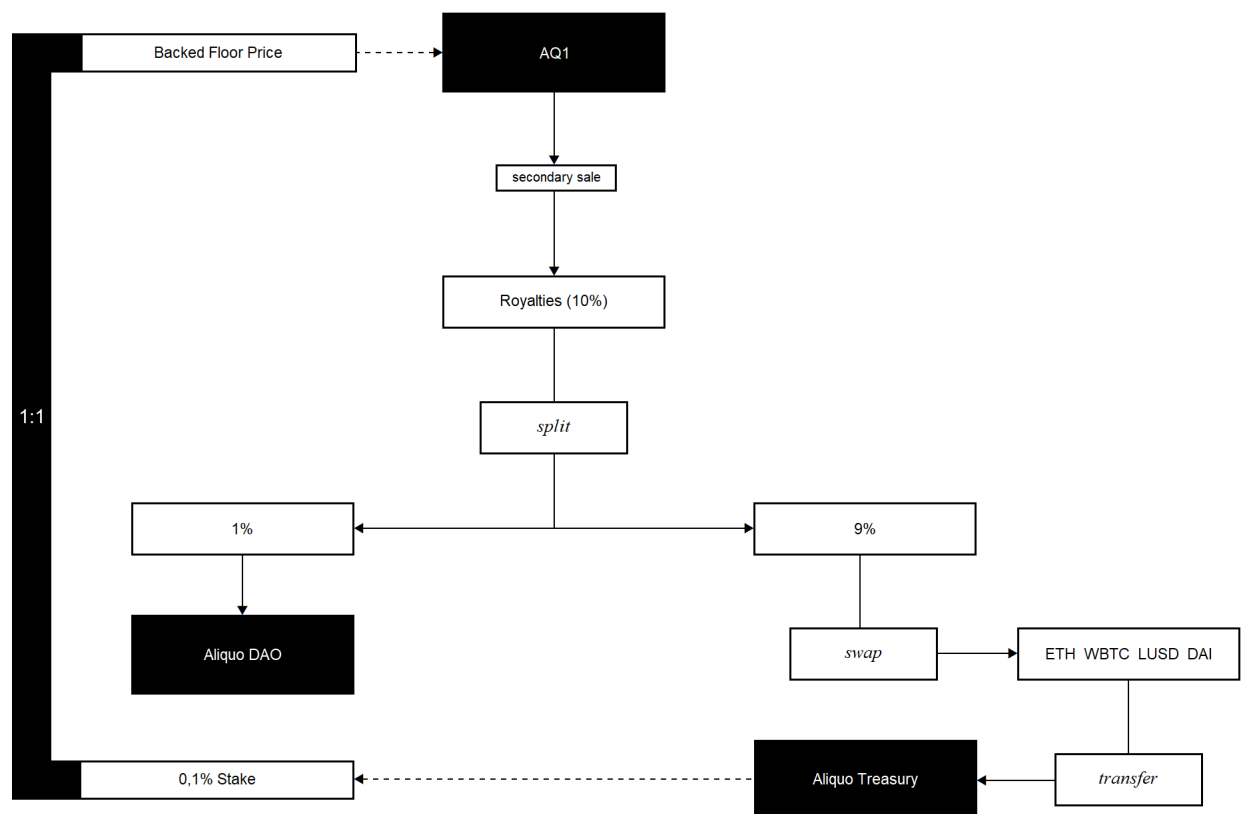 Backed Floor Price
AQ1
secondary sale
Royalties (10%)
1:1
split
1%
9%
Aliquo DAO
swap
ETH WBTC LUSD DAI
0,1% Stake
Aliquo Treasury
transfer